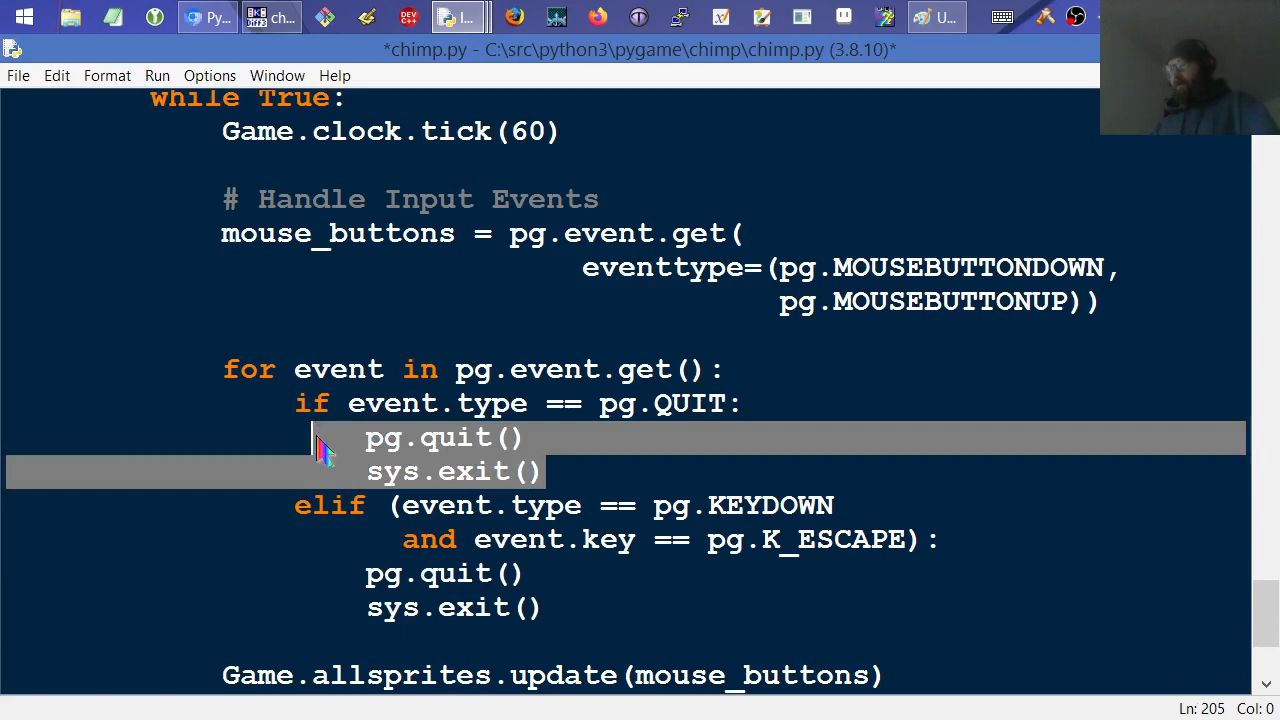 Py...
ch...
DEV
C++
I...
U...
*chimp.py - C:\src\python3\pygame\chimp\chimp.py (3.8.10)*
File Edit Format Run Options Window Help
while True:
Game.clock.tick(60)
# Handle Input Events
mouse_buttons = pg.event.get(
eventtype=(pg.MOUSEBUTTONDOWN,
pg.MOUSEBUTTONUP))
for event in pg.event.get():
if event.type == pg.QUIT:
pg.quit()
sys.exit()
elif (event.type == pg.KEYDOWN
and event.key == pg.K_ESCAPE):
pg.quit()
sys.exit()
Game.allsprites.update(mouse_buttons)
Ln: 205 Col: 0